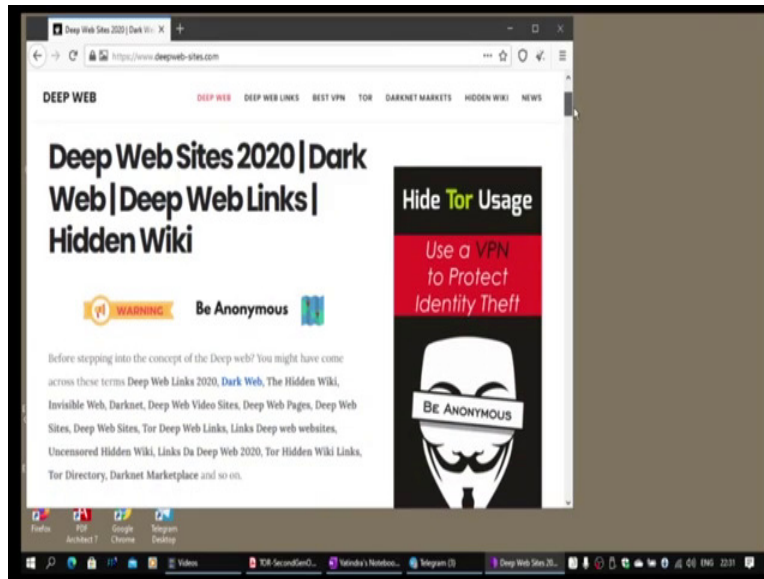 Deep Web Sites 2020 | Dark We
https://www.deepweb-sites.com
DEEP WEB
DEEP WEB DEEP WEB LINKS BEST VPN TOR DARKNET MARKETS HIDDEN WIKI NEWS
Deep Web Sites 2020 | Dark
Web | Deep Web Links |
Hidden Wiki
WARNING Be Anonymous
Before stepping into the concept of the Deep web? You might have come
across these terms Deep Web Links 2020, Dark Web, The Hidden Wiki,
Invisible Web, Darknet, Deep Web Video Sites, Deep Web Pages, Deep Web
Sites, Deep Web Sites, Tor Deep Web Links, Links Deep web websites,
Uncensored Hidden Wiki, Links Da Deep Web 2020, Tor Hidden Wiki Links,
Tor Directory, Darknet Marketplace and so on.
Hide Tor Usage
Use a VPN
to Protect
Identity Theft
BE ANONYMOUS
Firefox PDF Google Telegram
Architect 7 Chrome Desktop
Videos TOR-SecondGenO... Yatindra's Noteboo... Telegram (3) Deep Web Sites 20... ENG 22:31